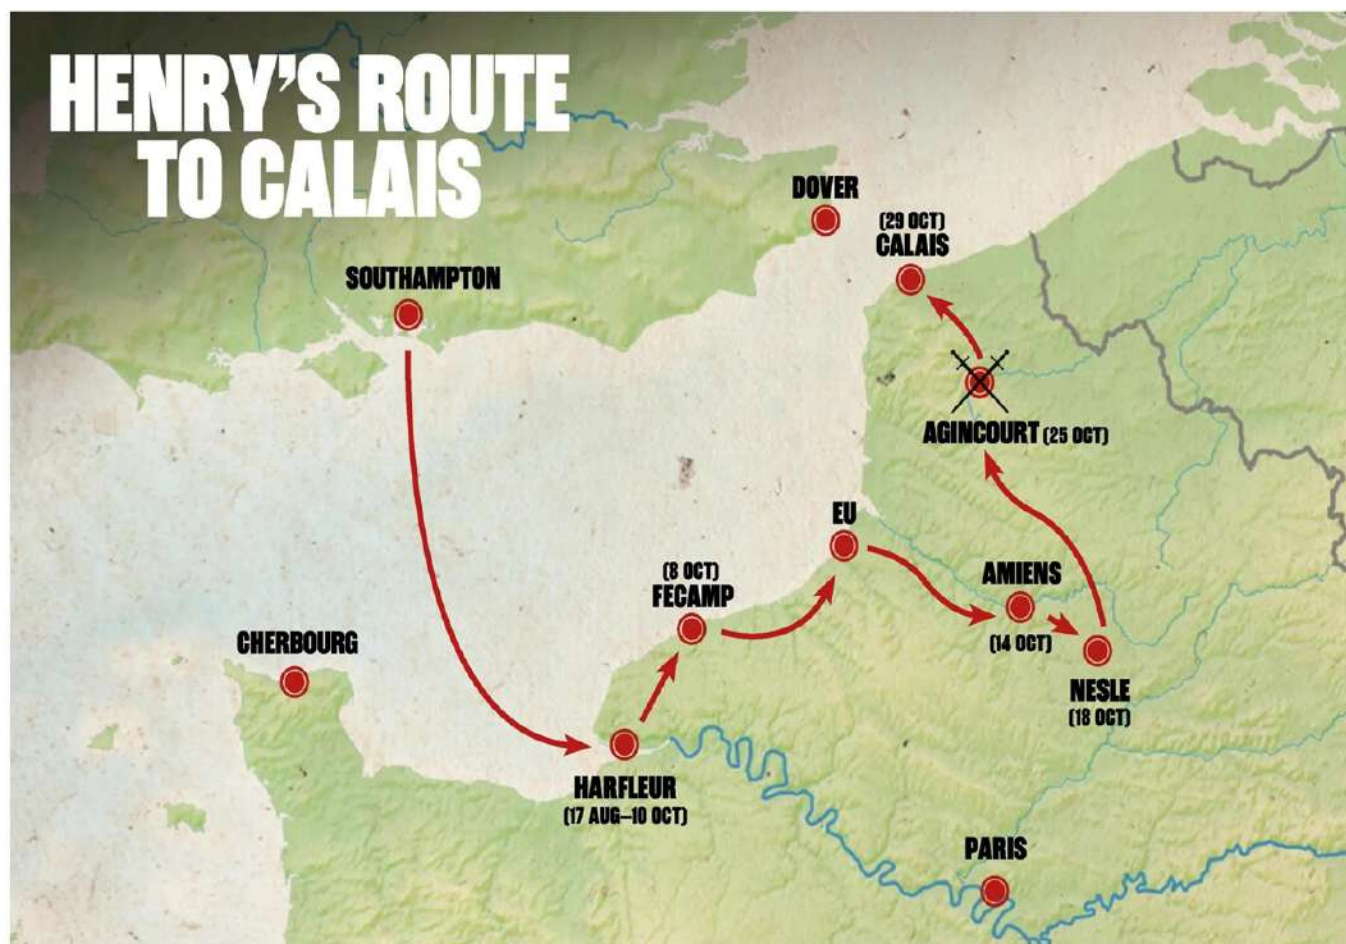 HENRY'S ROUTE
TO CALAIS
DOVER
(29 OCT)
CALAIS
SOUTHAMPTON
AGINCOURT (25 OCT)
EU
(8 OCT)
FECAMP
AMIENS
(14 OCT)
CHERBOURG
NESLE
(18 OCT)
HARFLEUR
(17 AUG–10 OCT)
PARIS